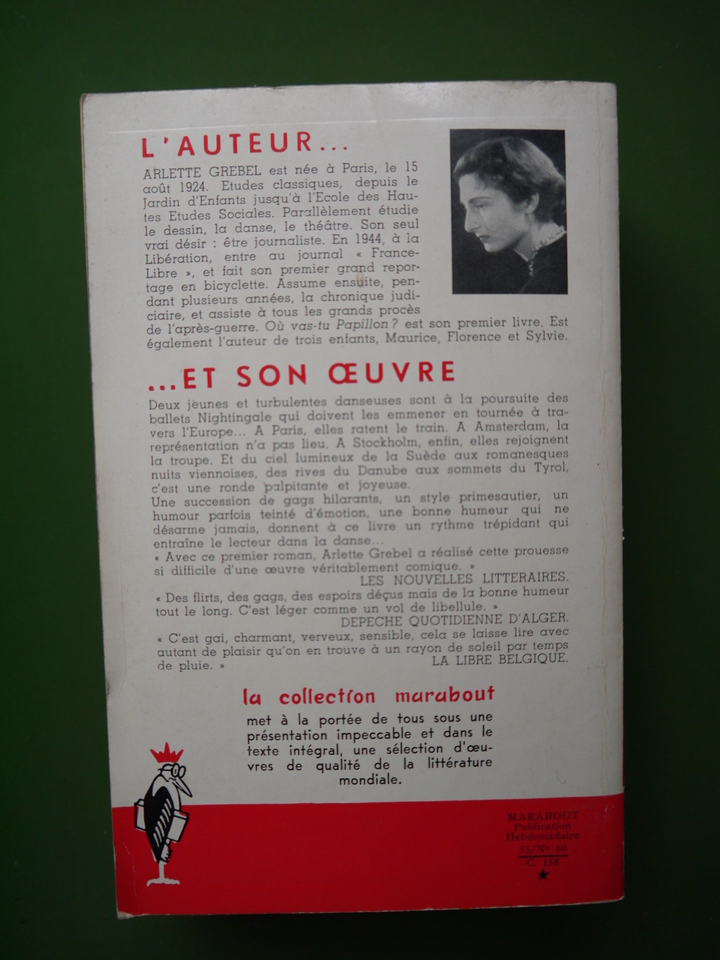 L'AUTEUR...
ARLETTE GREBEL est née à Paris, le 15
août 1924. Etudes classiques, depuis le
Jardin d'Enfants jusqu'à l'Ecole des Hau-
tes Etudes Sociales. Parallèlement étudie
le dessin, la danse, le théâtre. Son seul
vrai désir : être journaliste. En 1944, à la
Libération, entre au journal « France-
Libre », et fait son premier grand repor-
tage en bicyclette. Assume ensuite, pen-
dant plusieurs années, la chronique judi-
ciaire, et assiste à tous les grands procès
de l'après-guerre. Où vas-tu Papillon ? est son premier livre. Est
également l'auteur de trois enfants, Maurice, Florence et Sylvie.
...ET SON ŒUVRE
Deux jeunes et turbulentes danseuses sont à la poursuite des
ballets Nightingale qui doivent les emmener en tournée à tra-
vers l'Europe... A Paris, elles ratent le train. A Amsterdam, la
représentation n'a pas lieu. A Stockholm, enfin, elles rejoignent
la troupe. Et du ciel lumineux de la Suède aux romanesques
nuits viennoises, des rives du Danube aux sommets du Tyrol,
c'est une ronde palpitante et joyeuse.
Une succession de gags hilarants, un style primesautier, un
humour parfois teinté d'émotion, une bonne humeur qui ne
désarme jamais, donnent à ce livre un rythme trépidant qui
entraîne le lecteur dans la danse...
« Avec ce premier roman, Arlette Grebel a réalisé cette prouesse
si difficile d'une œuvre véritablement comique. »
LES NOUVELLES LITTERAIRES.
« Des flirts, des gags, des espoirs déçus mais de la bonne humeur
tout le long. C'est léger comme un vol de libellule. »
DEPECHE QUOTIDIENNE D'ALGER.
« C'est gai, charmant, verveux, sensible, cela se laisse lire avec
autant de plaisir qu'on en trouve à un rayon de soleil par temps
de pluie. » LA LIBRE BELGIQUE.
la collection marabout
met à la portée de tous sous une
présentation impeccable et dans le
texte intégral, une sélection d'œu-
vres de qualité de la littérature
mondiale.
MARABOUT
Publication
Hebdomadaire
55/N° 60
C. 158